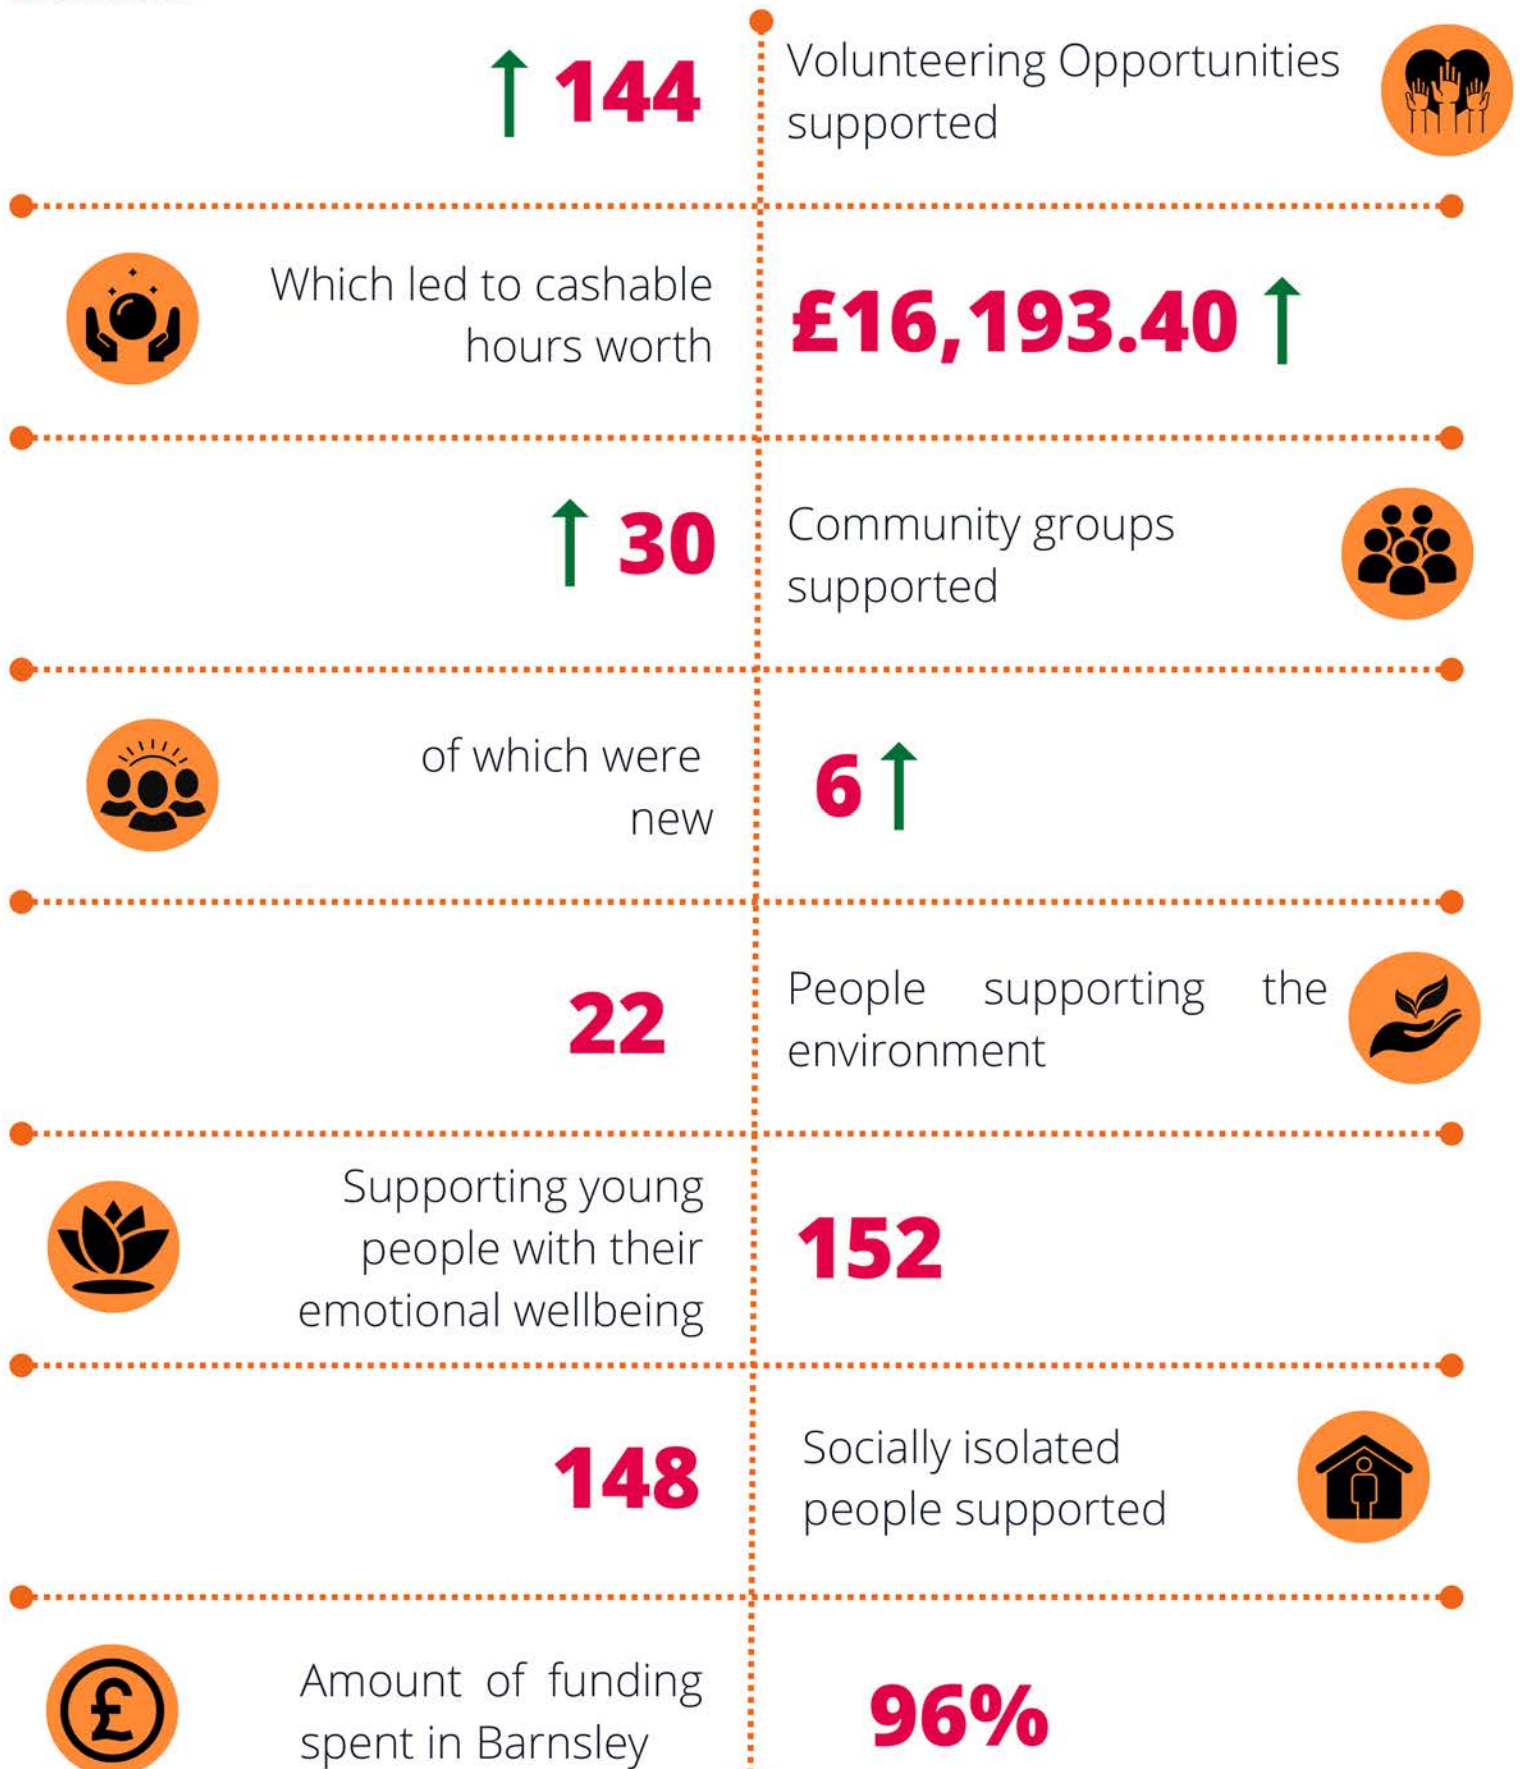 144
Volunteering Opportunities
supported
Which led to cashable
hours worth
£16,193.40
30
Community groups
supported
of which were
new
6
22
People supporting the
environment
Supporting young
people with their
emotional wellbeing
152
148
Socially isolated
people supported
£
Amount of funding
spent in Barnsley
96%